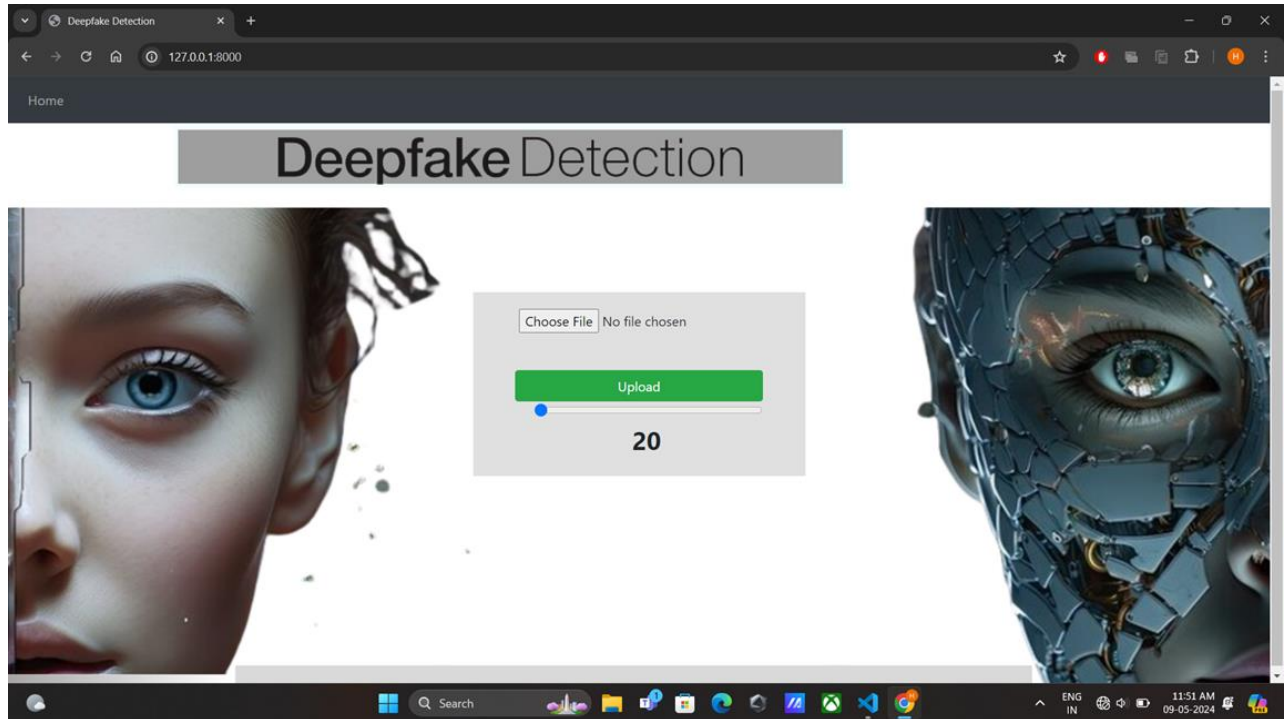 Deepfake Detection
127.0.0.1:8000
H
Home
Deepfake Detection
Choose File No file chosen
Upload
20
Search
ENG
IN
11:51 AM
09-05-2024